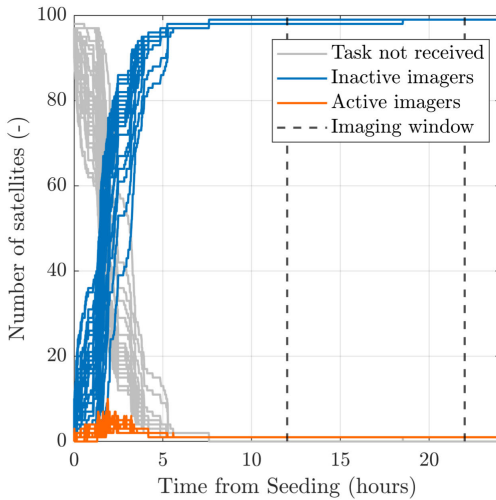 100
80
60
40
20
0
Number of satellites (-)
Task not received
Inactive imagers
Active imagers
Imaging window
0 5 10 15 20
Time from Seeding (hours)